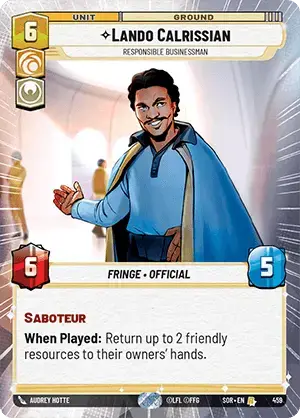 UNIT
GROUND
6
✧LANDO CALRISSIAN
RESPONSIBLE BUSINESSMAN
6
FRINGE • OFFICIAL
5
SABOTEUR
When Played: Return up to 2 friendly
resources to their owners' hands.
AUDREY HOTTE
©LFL ©FFG
SOR • EN
459